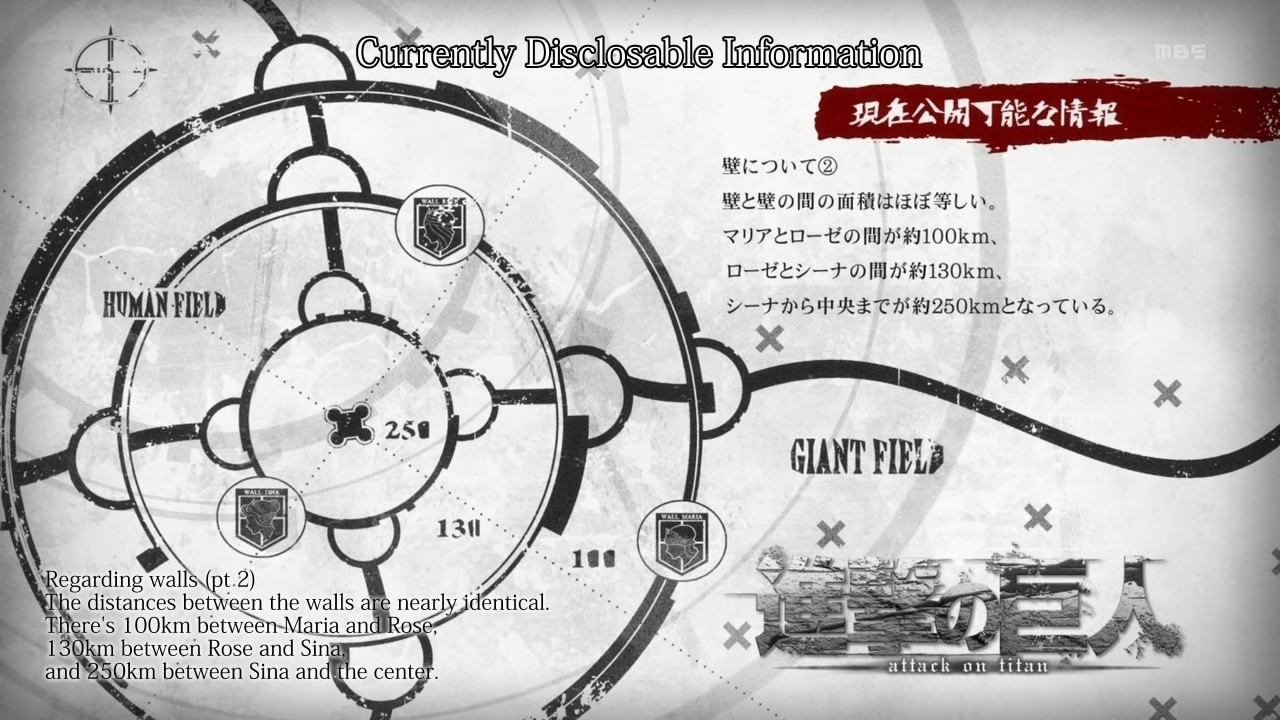 Currently Disclosable Information
MBS
現在公開可能な情報
壁について②
壁と壁の間の面積はほぼ等しい。
マリアとローゼの間が約100km、
ローゼとシーナの間が約130km、
シーナから中央までが約250kmとなっている。
WALL
HUMAN FIELD
250
GIANT FIELD
WALL SINA
WALL MARIA
130
100
Regarding walls (pt.2)
The distances between the walls are nearly identical.
There's 100km between Maria and Rose,
130km between Rose and Sina,
and 250km between Sina and the center.
進撃の巨人
attack on titan